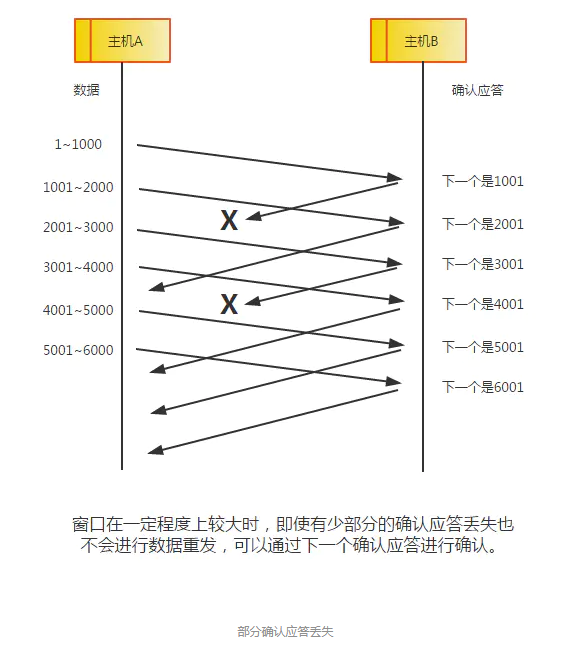 主机A
主机B
数据
确认应答
1~1000
下一个是1001
1001~2000
X
下一个是2001
2001~3000
下一个是3001
3001~4000
X
下一个是4001
4001~5000
下一个是5001
5001~6000
下一个是6001
窗口在一定程度上较大时，即使有少部分的确认应答丢失也
不会进行数据重发，可以通过下一个确认应答进行确认。
部分确认应答丢失